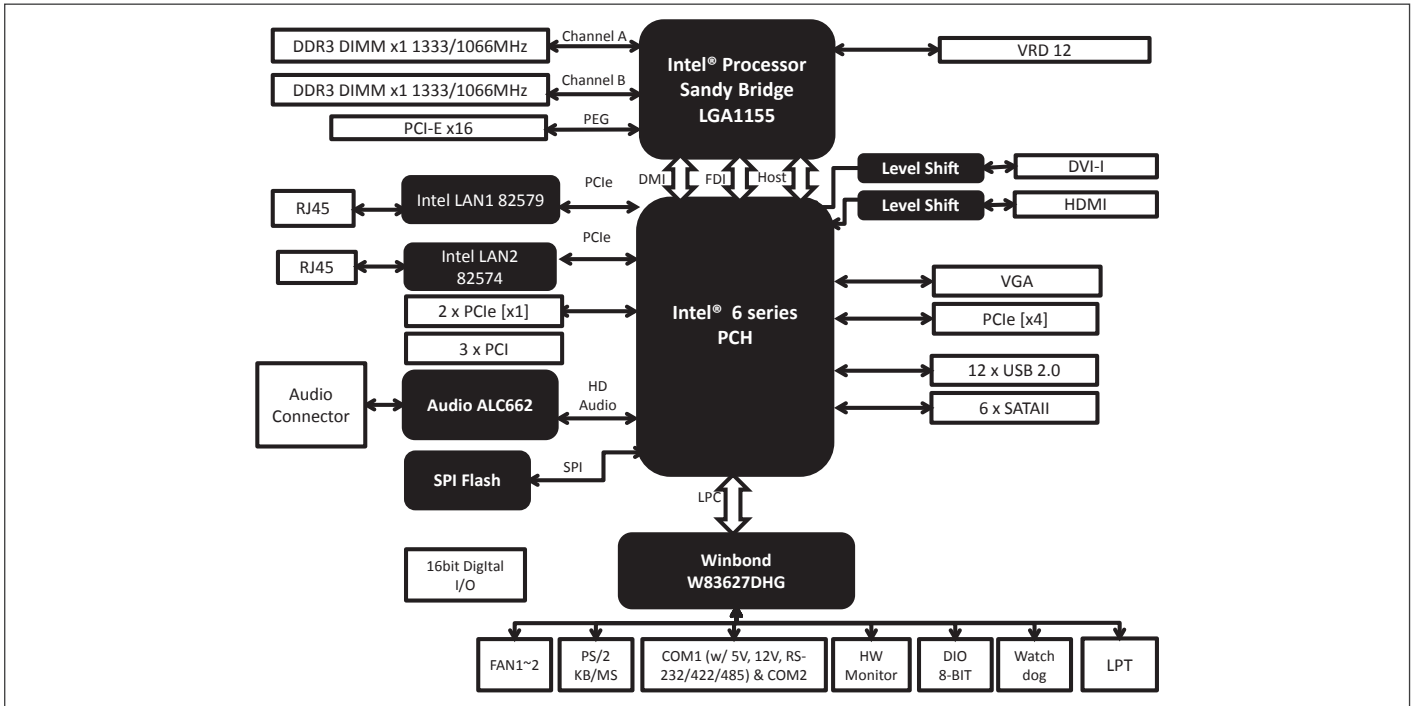 DDR3 DIMM x1 1333/1066MHz
Channel A
Intel® Processor
Sandy Bridge
LGA1155
VRD 12
DDR3 DIMM x1 1333/1066MHz
Channel B
PCI-E x16
PEG
DMI
FDI
Host
Level Shift
DVI-I
Level Shift
HDMI
RJ45
Intel LAN1 82579
PCIe
RJ45
Intel LAN2
82574
PCIe
2 x PCIe [x1]
3 x PCI
Intel® 6 series
PCH
VGA
PCIe [x4]
12 x USB 2.0
6 x SATAII
Audio
Connector
Audio ALC662
HD
Audio
SPI Flash
SPI
LPC
16bit DigItal
I/O
Winbond
W83627DHG
FAN1~2
PS/2
KB/MS
COM1 (w/ 5V, 12V, RS-
232/422/485) & COM2
HW
Monitor
DIO
8-BIT
Watch
dog
LPT